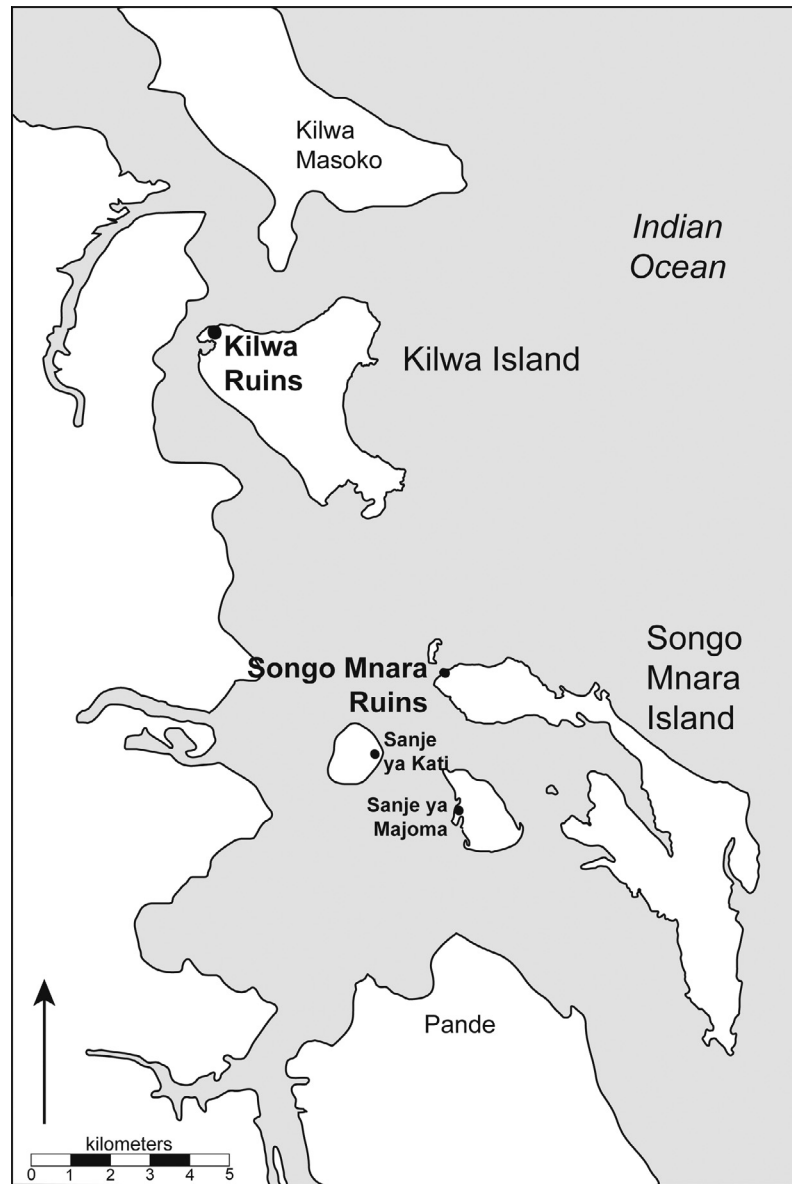 Kilwa
Masoko
Indian
Ocean
Kilwa
Ruins
Kilwa Island
Songo Mnara
Ruins
Songo
Mnara
Island
Sanje
ya Kati
Sanje ya
Majoma
Pande
kilometers
0 1 2 3 4 5